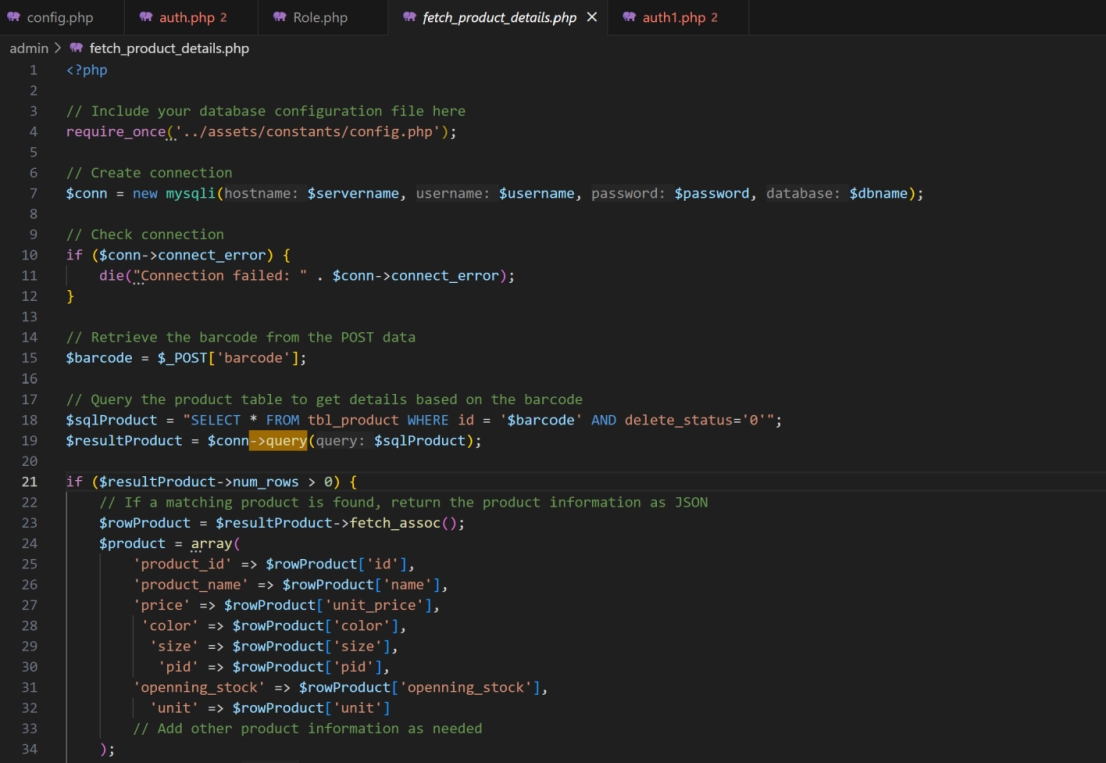 config.php auth.php 2 Role.php fetch_product_details.php auth1.php 2
admin > fetch_product_details.php
1 <?php
2
3 // Include your database configuration file here
4 require_once('../assets/constants/config.php');
5
6 // Create connection
7 $conn = new mysqli(hostname: $servername, username: $username, password: $password, database: $dbname);
8
9 // Check connection
10 if ($conn->connect_error) {
11 die("Connection failed: " . $conn->connect_error);
12 }
13
14 // Retrieve the barcode from the POST data
15 $barcode = $_POST['barcode'];
16
17 // Query the product table to get details based on the barcode
18 $sqlProduct = "SELECT * FROM tbl_product WHERE id = '$barcode' AND delete_status='0'";
19 $resultProduct = $conn->query(query: $sqlProduct);
20
21 if ($resultProduct->num_rows > 0) {
22 // If a matching product is found, return the product information as JSON
23 $rowProduct = $resultProduct->fetch_assoc();
24 $product = array(
25 'product_id' => $rowProduct['id'],
26 'product_name' => $rowProduct['name'],
27 'price' => $rowProduct['unit_price'],
28 'color' => $rowProduct['color'],
29 'size' => $rowProduct['size'],
30 'pid' => $rowProduct['pid'],
31 'openning_stock' => $rowProduct['openning_stock'],
32 'unit' => $rowProduct['unit']
33 // Add other product information as needed
34 );